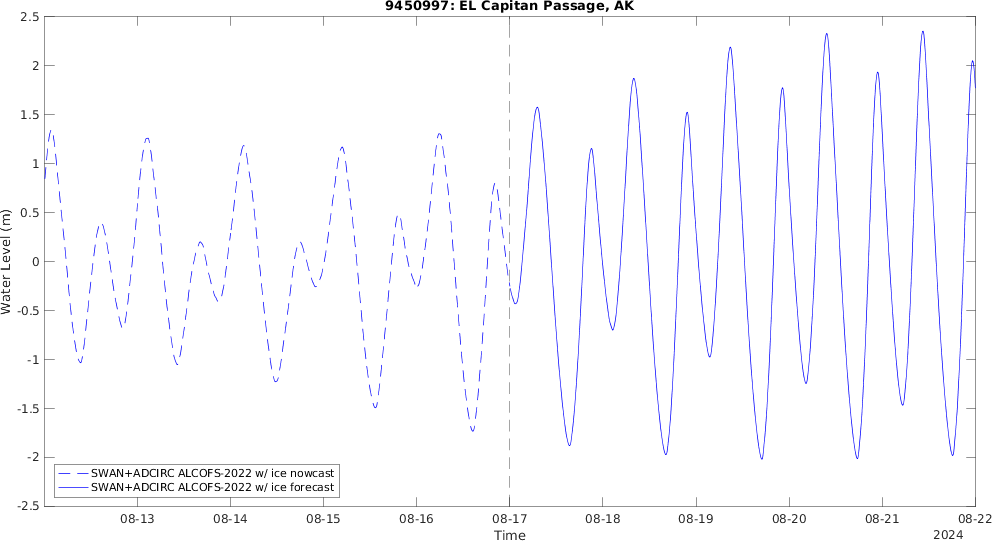 9450997: EL Capitan Passage, AK
2.5
2
1.5
1
0.5
0
-0.5
-1
-1.5
-2
-2.5
Water Level (m)
SWAN+ADCIRC ALCOFS-2022 w/ ice nowcast
SWAN+ADCIRC ALCOFS-2022 w/ ice forecast
08-13 08-14 08-15 08-16 08-17 08-18 08-19 08-20 08-21 08-22
Time
2024